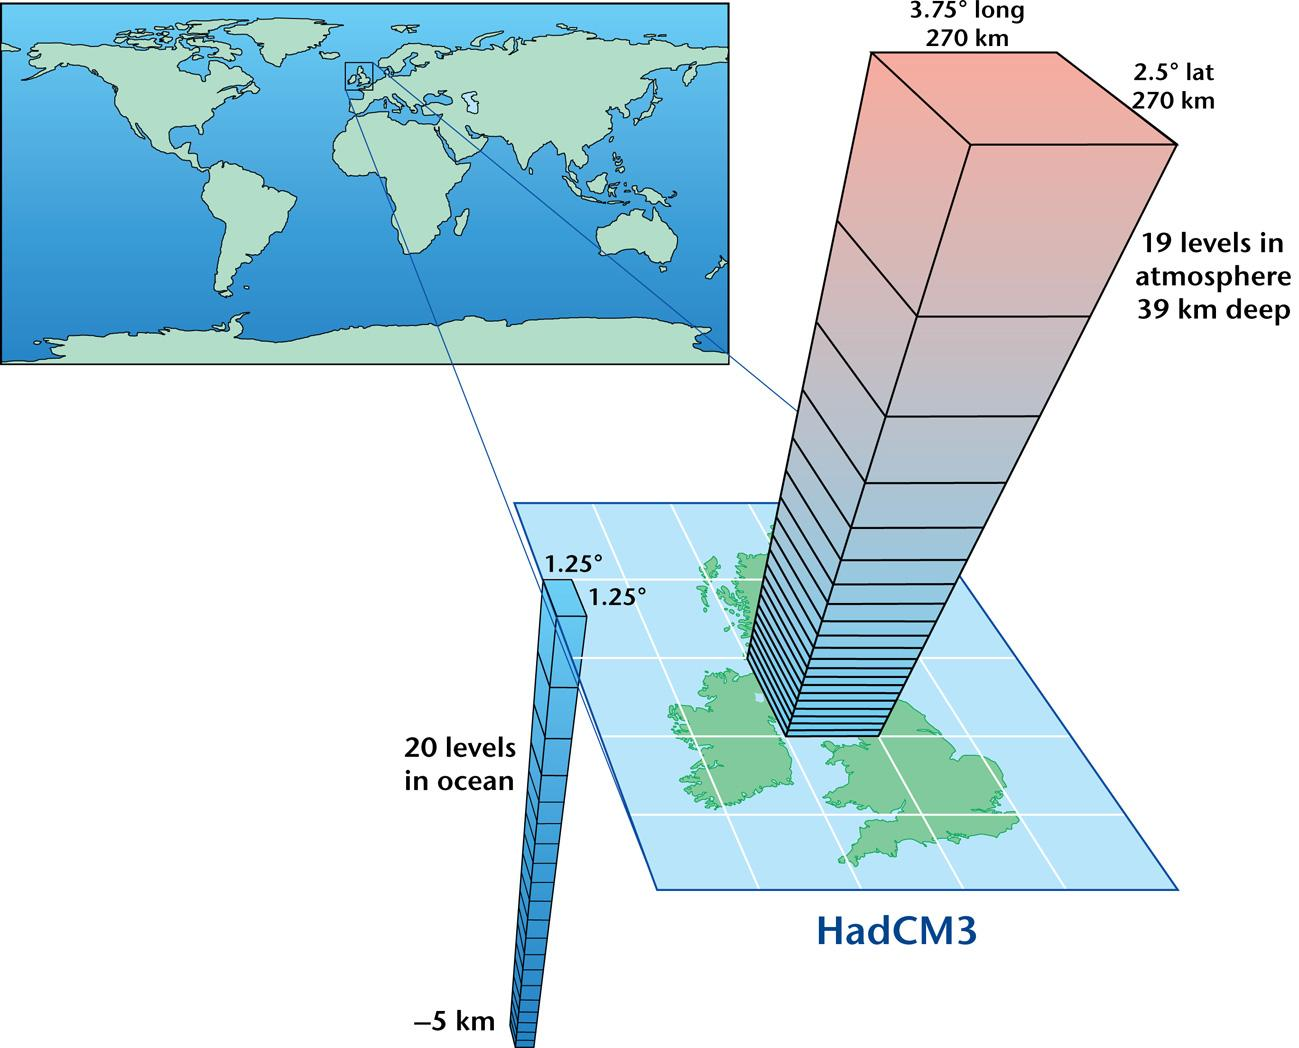 3.75° long
270 km
2.5° lat
270 km
19 levels in
atmosphere
39 km deep
1.25°
1.25°
20 levels
in ocean
–5 km
HadCM3